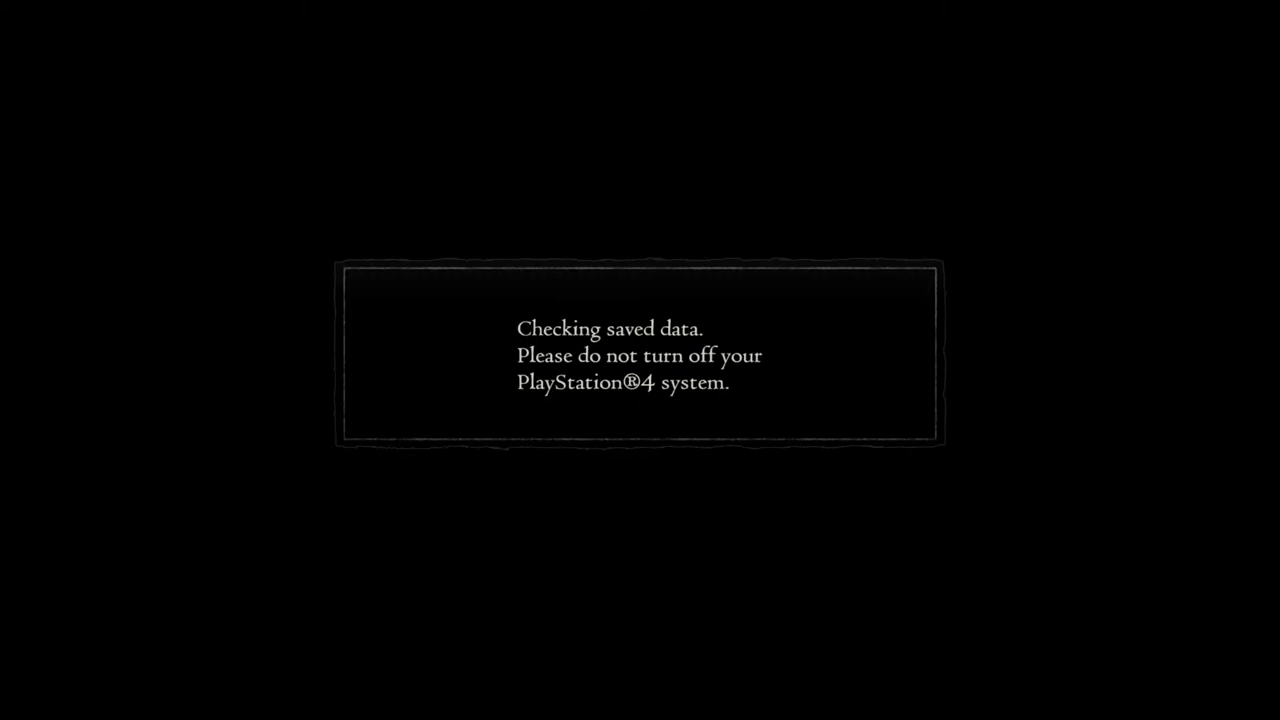 Checking saved data.
Please do not turn off your
PlayStation®4 system.